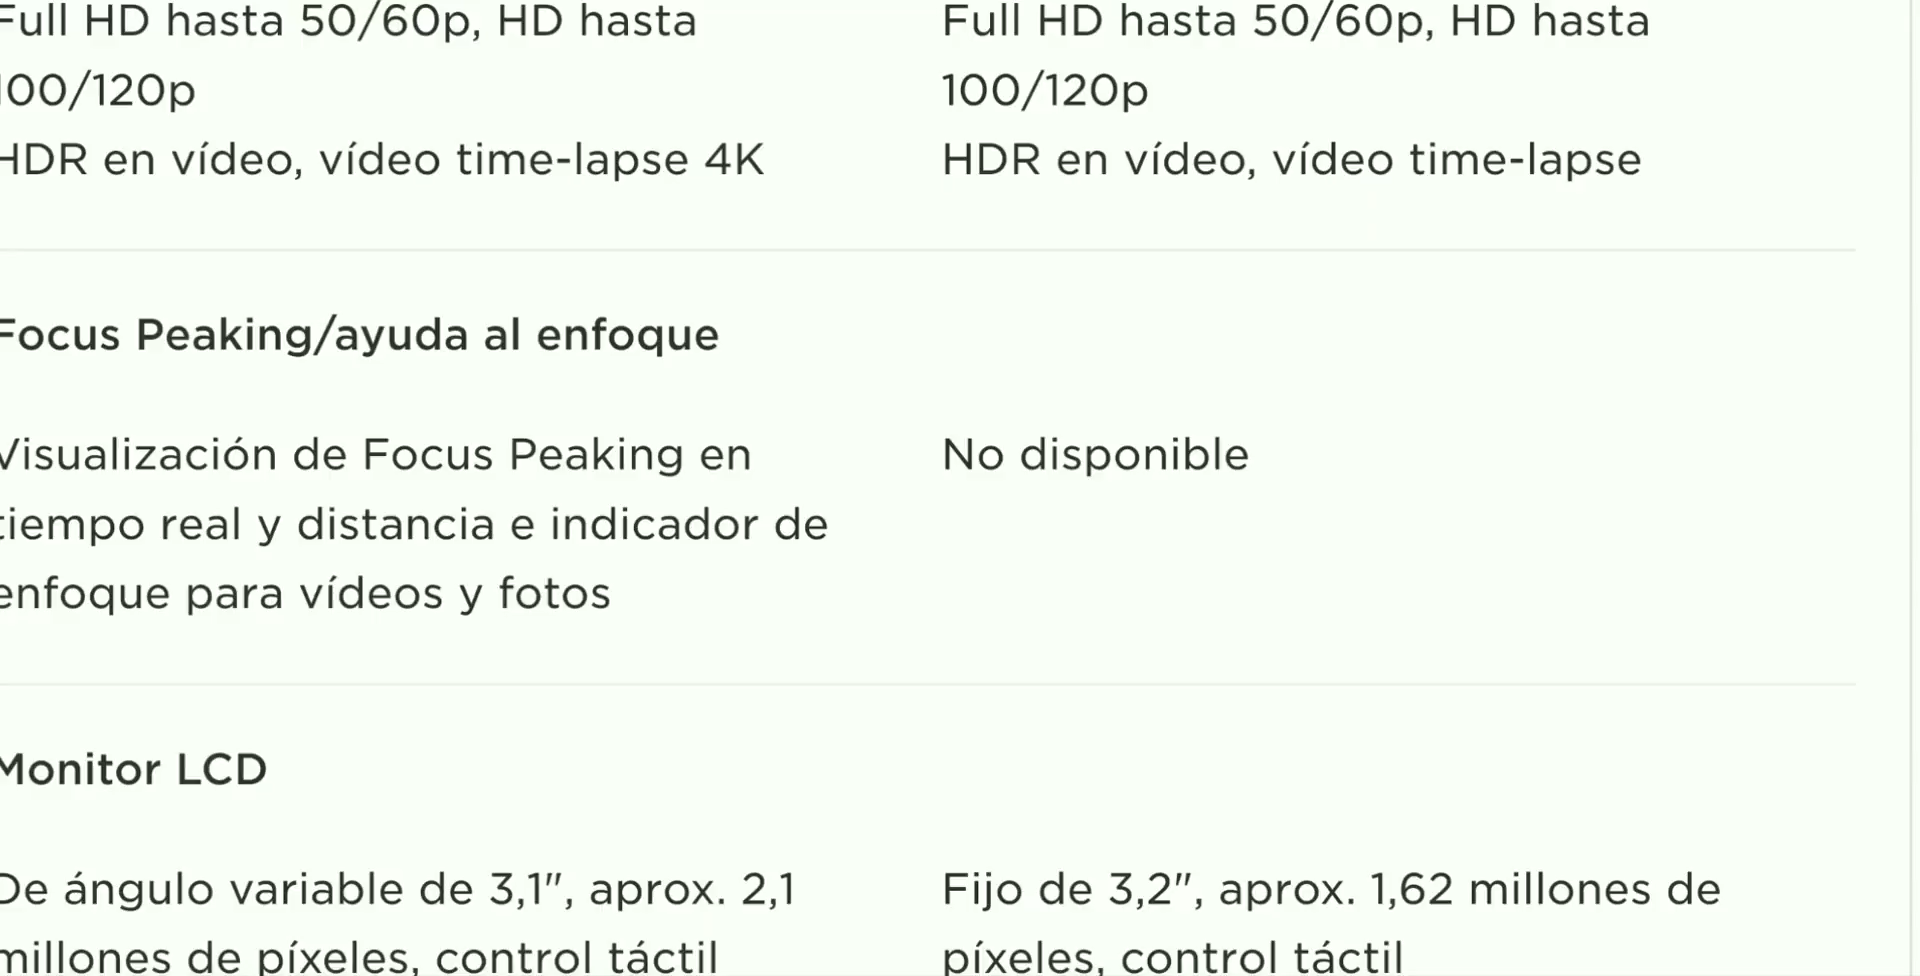 Full HD hasta 50/60p, HD hasta
100/120p
HDR en vídeo, vídeo time-lapse 4K
Full HD hasta 50/60p, HD hasta
100/120p
HDR en vídeo, vídeo time-lapse
Focus Peaking/ayuda al enfoque
Visualización de Focus Peaking en
tiempo real y distancia e indicador de
enfoque para vídeos y fotos
No disponible
Monitor LCD
De ángulo variable de 3,1", aprox. 2,1
millones de píxeles, control táctil
Fijo de 3,2", aprox. 1,62 millones de
píxeles, control táctil